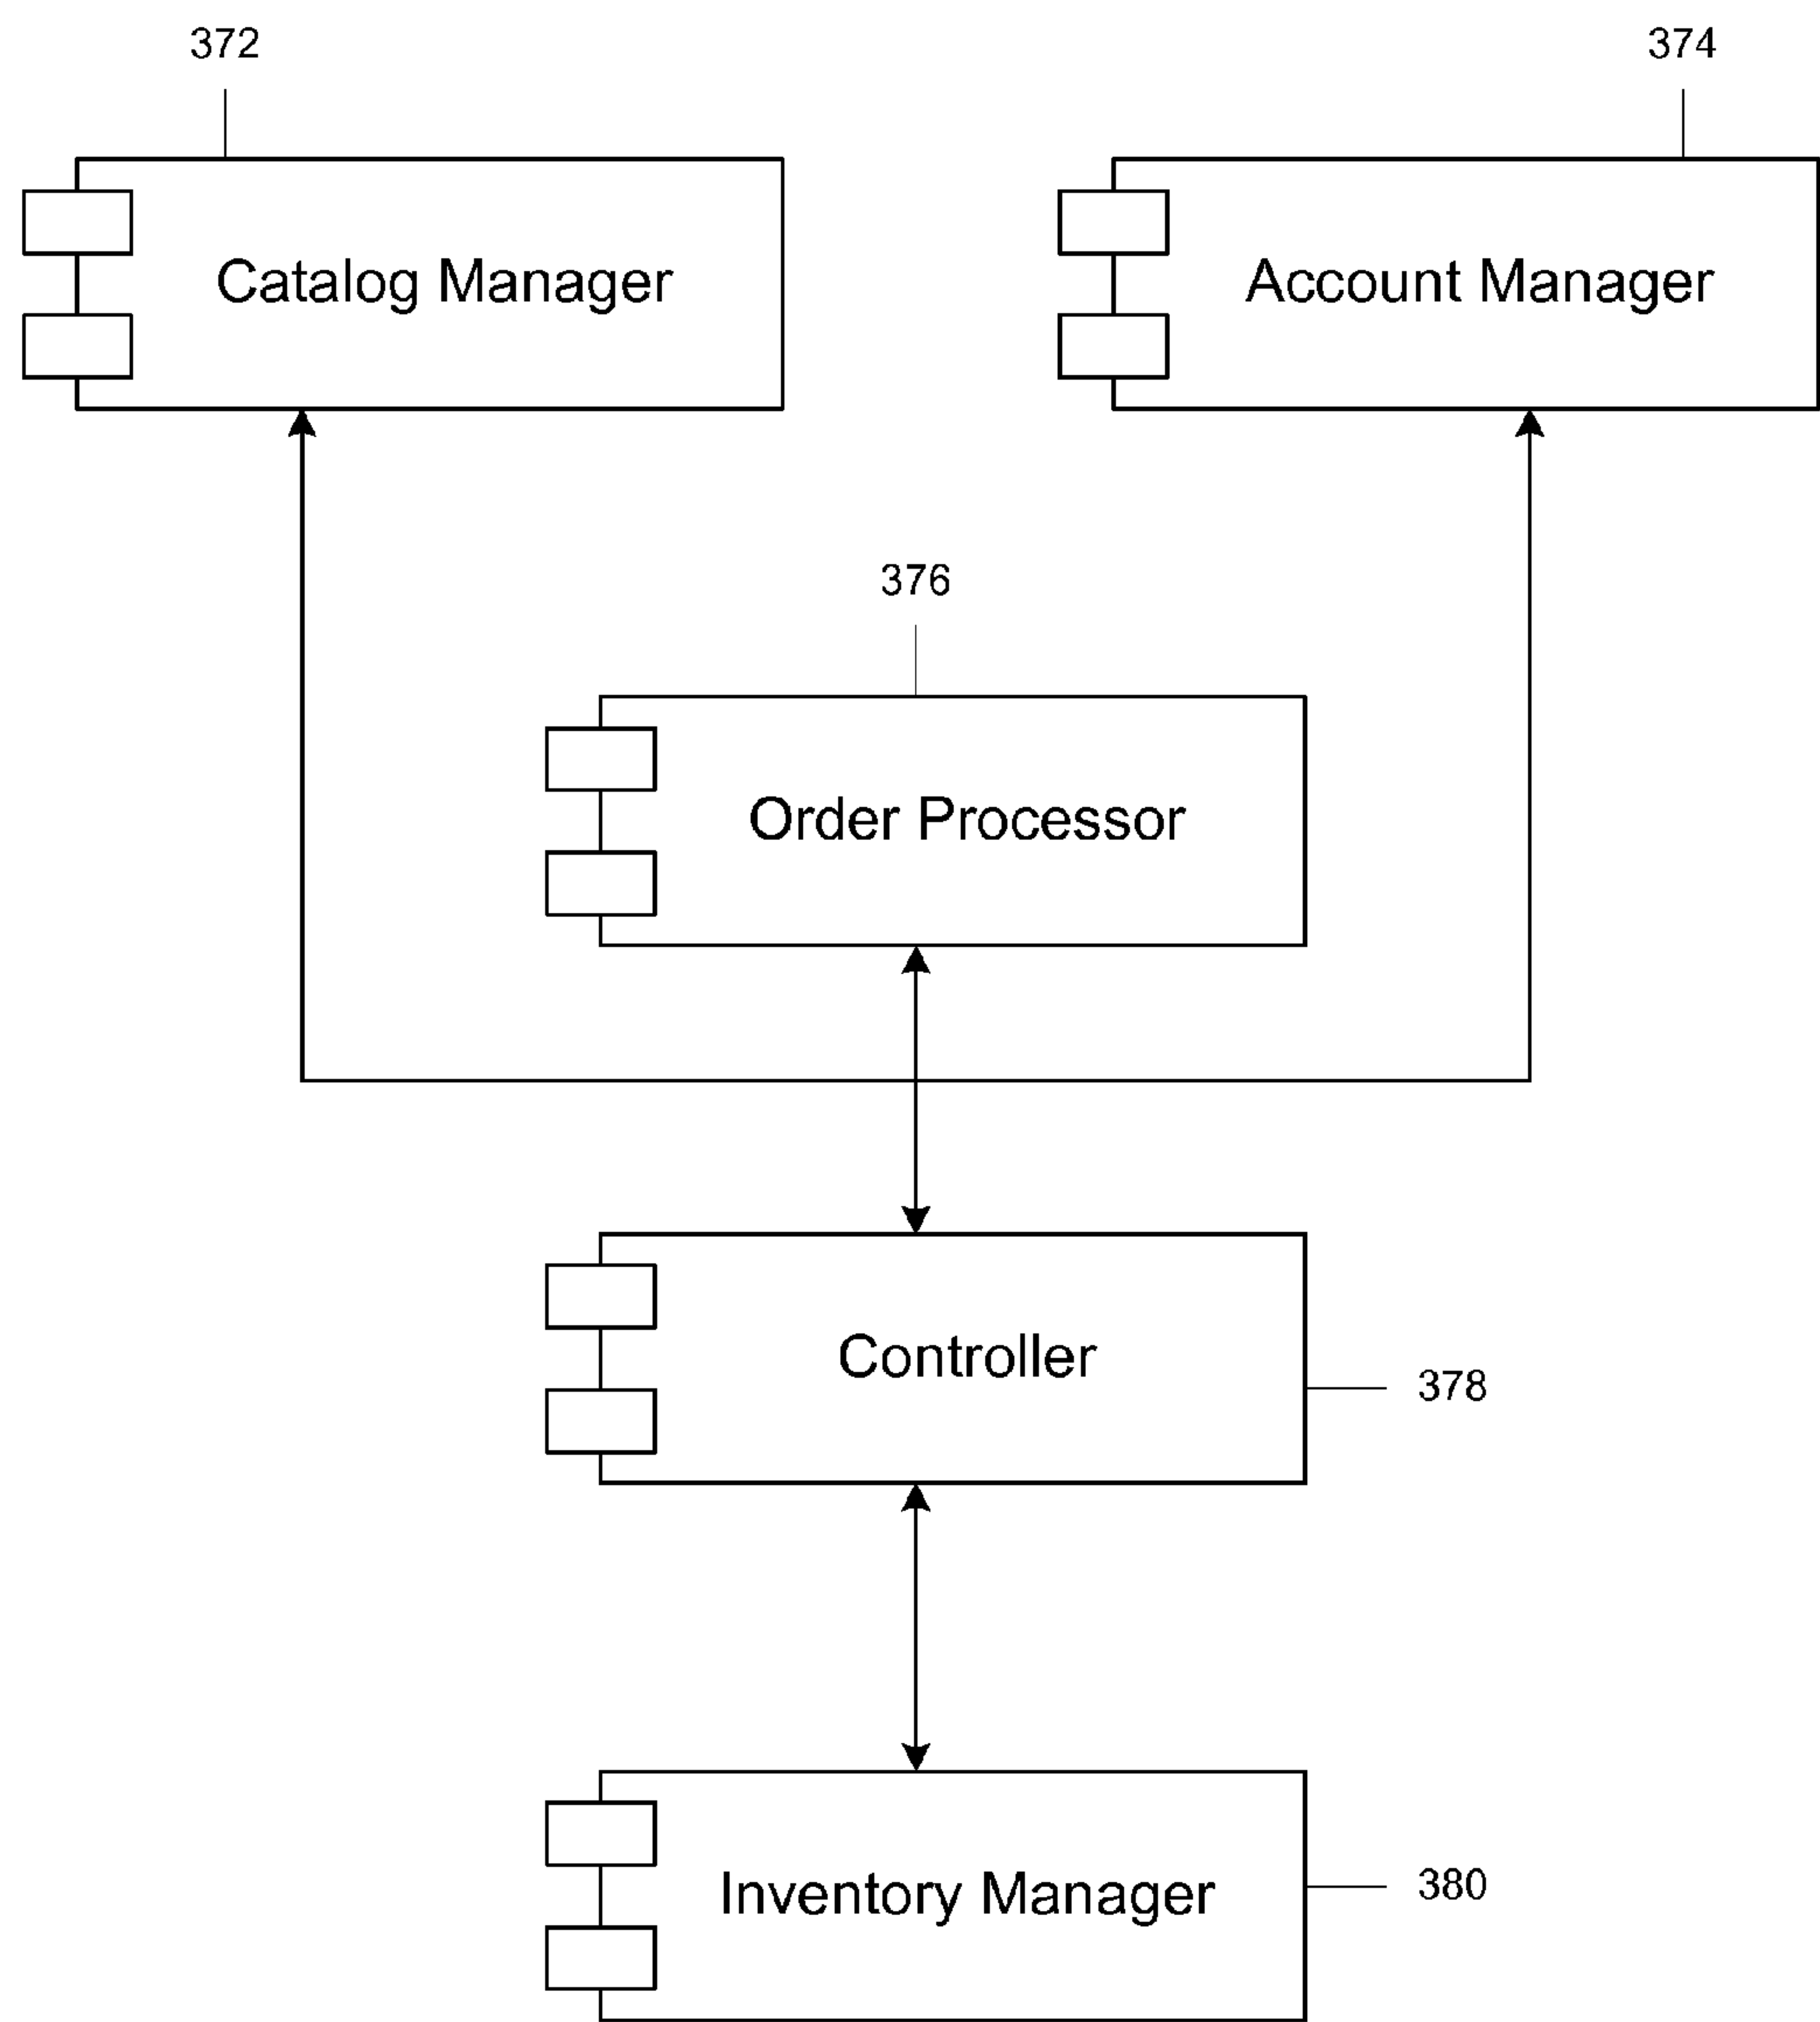 372
374
Catalog Manager
Account Manager
376
Order Processor
Controller
378
Inventory Manager
380